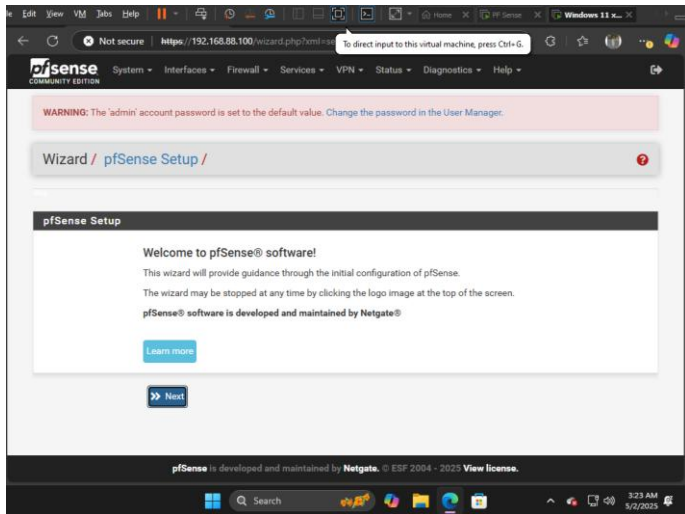 le Edit View VM Tabs Help
Home X PF Sense X Windows 11 x... X
Not secure https://192.168.88.100/wizard.php?xml=se
To direct input to this virtual machine, press Ctrl+G.
pfsense
COMMUNITY EDITION
System Interfaces Firewall Services VPN Status Diagnostics Help
WARNING: The 'admin' account password is set to the default value. Change the password in the User Manager.
Wizard / pfSense Setup /
pfSense Setup
Welcome to pfSense® software!
This wizard will provide guidance through the initial configuration of pfSense.
The wizard may be stopped at any time by clicking the logo image at the top of the screen.
pfSense® software is developed and maintained by Netgate®
Learn more
Next
pfSense is developed and maintained by Netgate. © ESF 2004 - 2025 View license.
Search
3:23 AM
5/2/2025